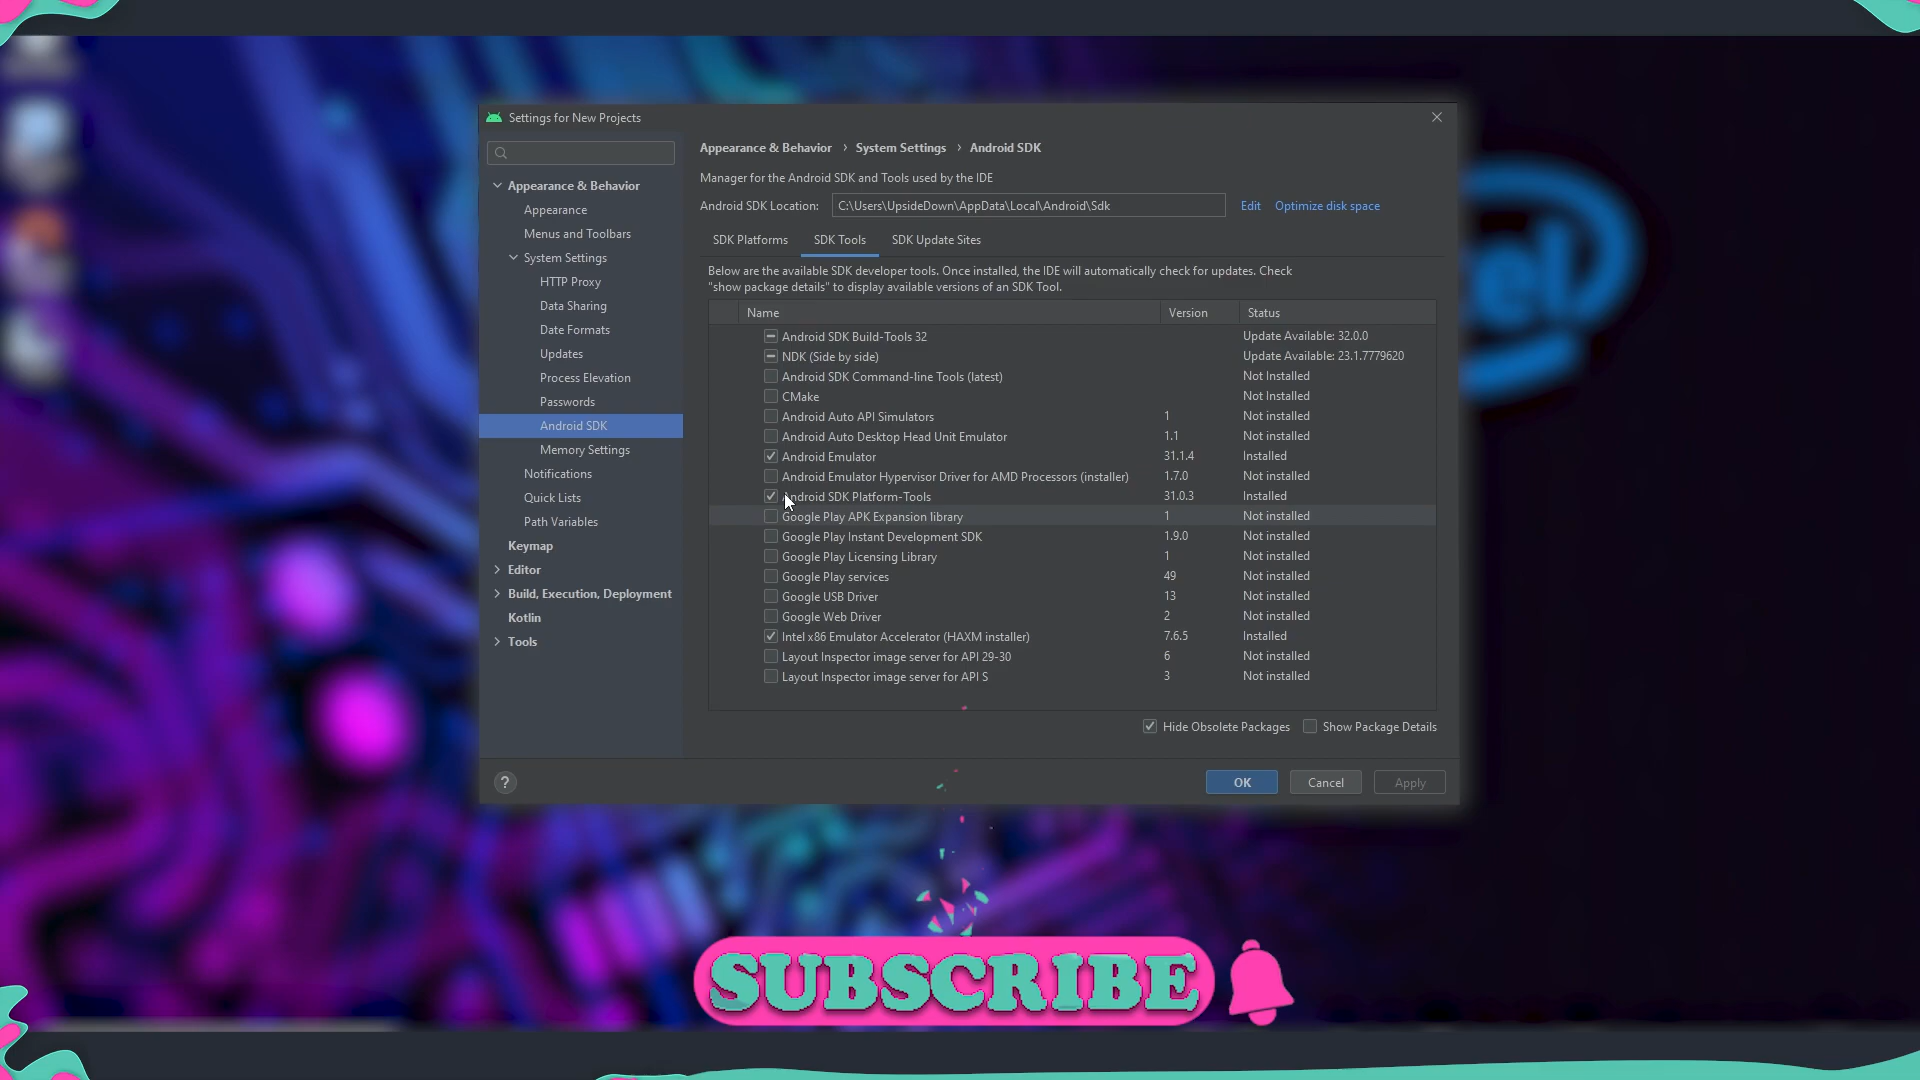 Settings for New Projects
Appearance & Behavior
Appearance
Menus and Toolbars
System Settings
HTTP Proxy
Data Sharing
Date Formats
Updates
Process Elevation
Passwords
Android SDK
Memory Settings
Notifications
Quick Lists
Path Variables
Keymap
Editor
Build, Execution, Deployment
Kotlin
Tools
Appearance & Behavior › System Settings › Android SDK
Manager for the Android SDK and Tools used by the IDE
Android SDK Location: C:\Users\UpsideDown\AppData\Local\Android\Sdk Edit Optimize disk space
SDK Platforms SDK Tools SDK Update Sites
Below are the available SDK developer tools. Once installed, the IDE will automatically check for updates. Check
"show package details" to display available versions of an SDK Tool.
Name Version Status
Android SDK Build-Tools 32 Update Available: 32.0.0
NDK (Side by side) Update Available: 23.1.7779620
Android SDK Command-line Tools (latest) Not Installed
CMake Not Installed
Android Auto API Simulators 1 Not installed
Android Auto Desktop Head Unit Emulator 1.1 Not installed
Android Emulator 31.1.4 Installed
Android Emulator Hypervisor Driver for AMD Processors (installer) 1.7.0 Not installed
Android SDK Platform-Tools 31.0.3 Installed
Google Play APK Expansion library 1 Not installed
Google Play Instant Development SDK 1.9.0 Not installed
Google Play Licensing Library 1 Not installed
Google Play services 49 Not installed
Google USB Driver 13 Not installed
Google Web Driver 2 Not installed
Intel x86 Emulator Accelerator (HAXM installer) 7.6.5 Installed
Layout Inspector image server for API 29-30 6 Not installed
Layout Inspector image server for API S 3 Not installed
Hide Obsolete Packages Show Package Details
? OK Cancel Apply
SUBSCRIBE